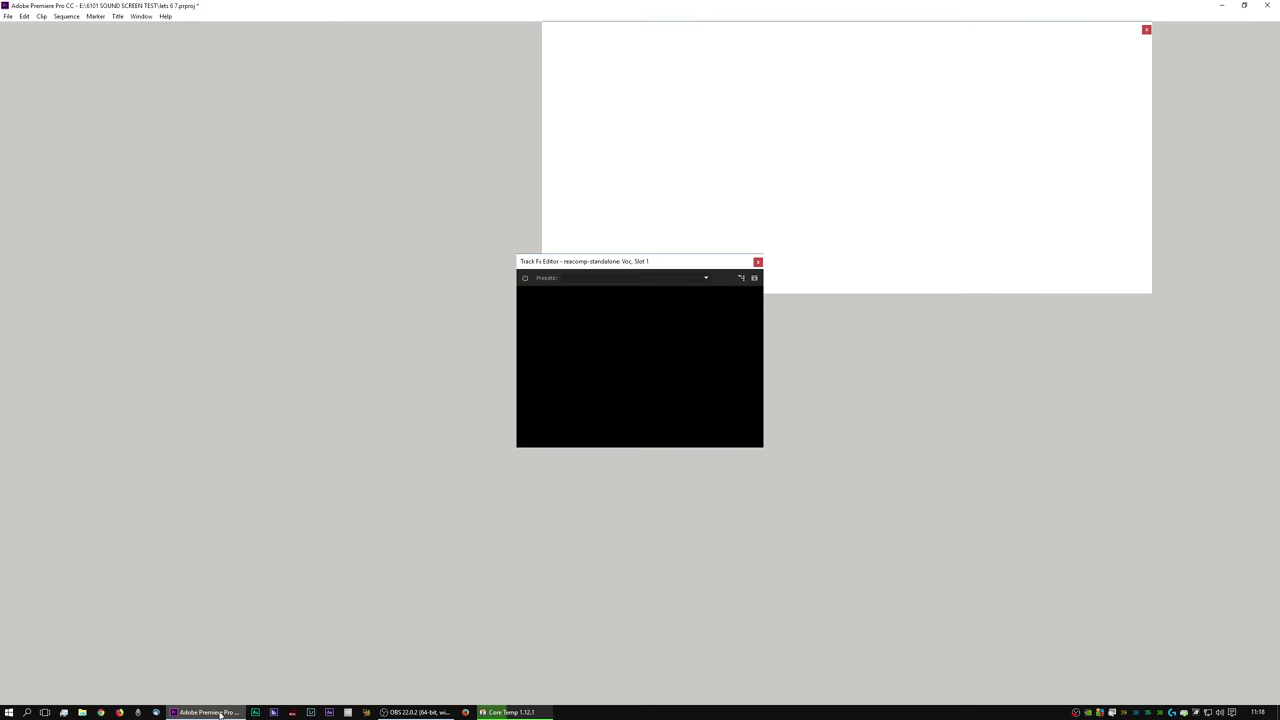 Adobe Premiere Pro CC - E:\6101 SOUND SCREEN TEST\lets 6 7.prproj *
File Edit Clip Sequence Marker Title Window Help
Track Fx Editor - reacomp-standalone: Voc, Slot 1
Presets:
Adobe Premiere Pro ... OBS 22.0.2 (64-bit, wi... Core Temp 1.12.1 11:18